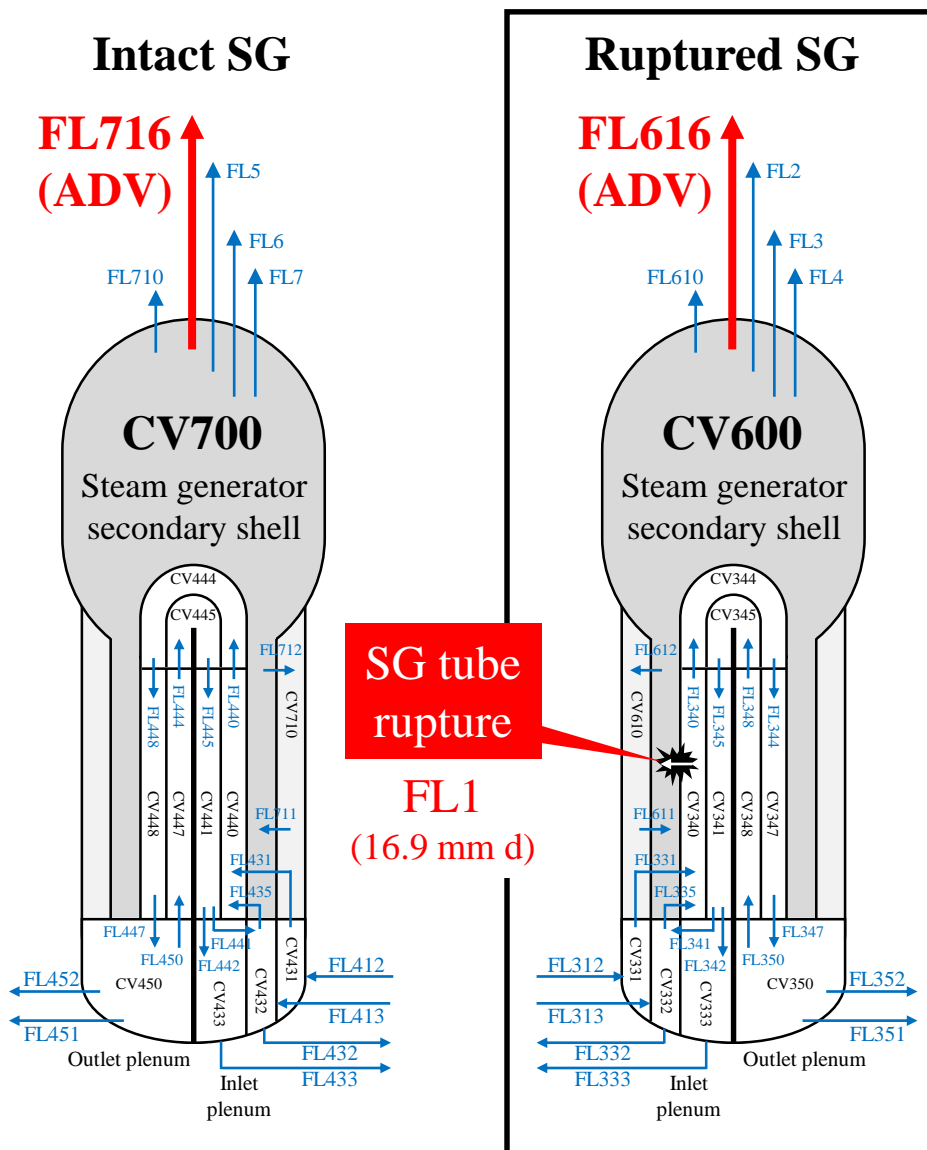 Intact SG
FL716
(ADV)
FL5
FL6
FL710
FL7
CV700
Steam generator
secondary shell
CV444
CV445
FL712
FL448
FL444
FL445
FL440
CV710
CV448
CV447
CV441
CV440
FL711
FL431
FL435
FL447
FL450
FL441
FL442
CV450
CV433
CV432
CV431
FL452
FL451
FL412
FL413
FL432
FL433
Outlet plenum
Inlet
plenum
SG tube
rupture
FL1
(16.9 mm d)
Ruptured SG
FL616
(ADV)
FL2
FL3
FL610
FL4
CV600
Steam generator
secondary shell
CV344
CV345
FL612
FL340
FL345
FL348
FL344
CV610
CV340
CV341
CV348
CV347
FL611
FL331
FL335
FL341
FL342
FL350
FL347
CV331
CV332
CV333
CV350
FL312
FL313
FL332
FL333
FL352
FL351
Inlet
plenum
Outlet plenum